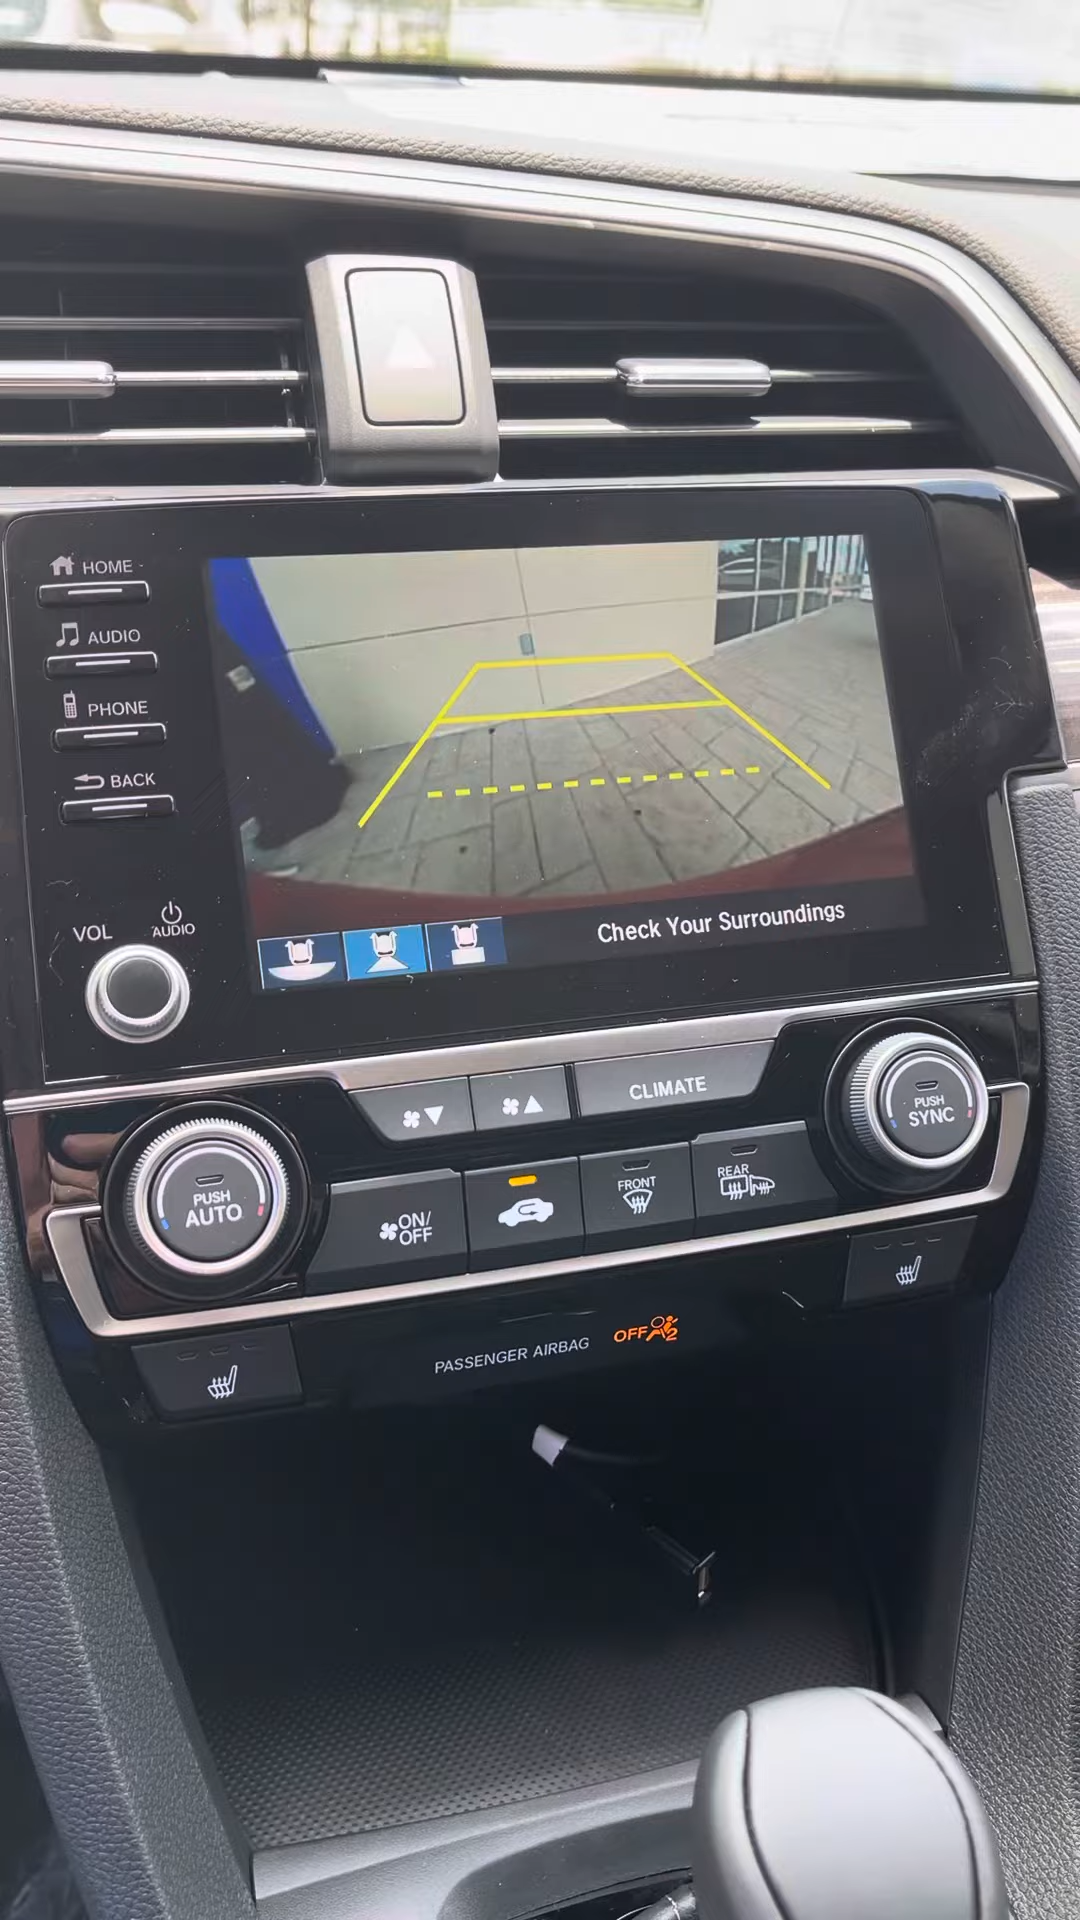 HOME
AUDIO
PHONE
BACK
VOL
AUDIO
Check Your Surroundings
CLIMATE
PUSH
SYNC
PUSH
AUTO
ON/
OFF
FRONT
REAR
PASSENGER AIRBAG
OFF
2